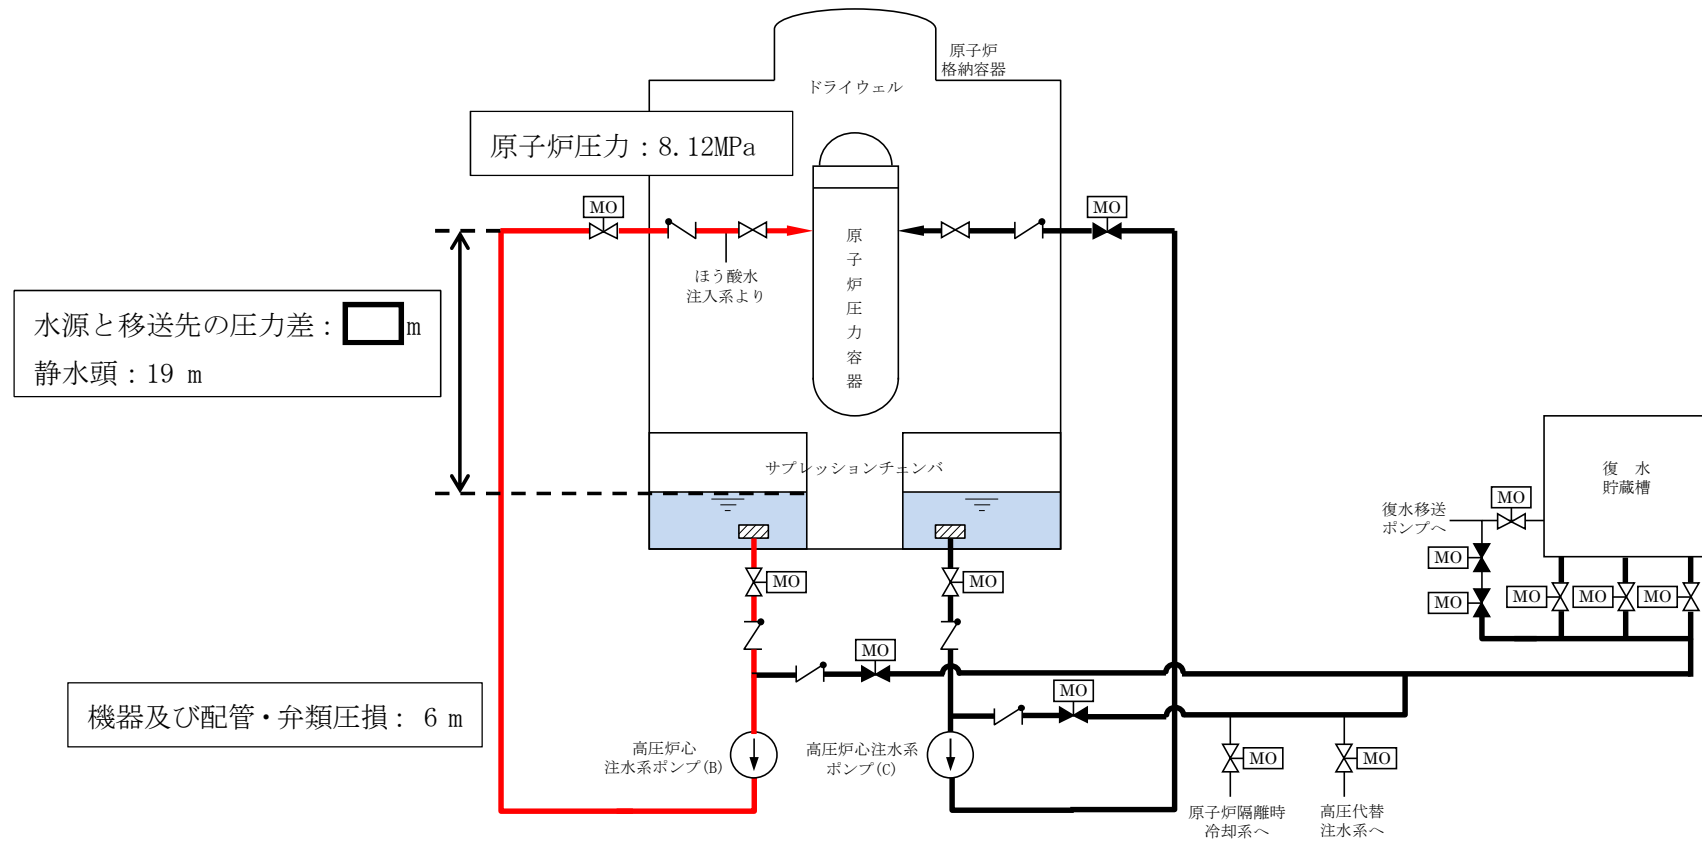 原子炉
格納容器
ドライウェル
原子炉圧力：8.12MPa
MO
MO
原子炉圧力容器
ほう酸水
注入系より
水源と移送先の圧力差： m
静水頭：19 m
サプレッションチェンバ
復　水
貯蔵槽
MO
復水移送
ポンプへ
MO
MO
MO
MO
MO
MO
MO
MO
MO
機器及び配管・弁類圧損： 6 m
高圧炉心
注水系ポンプ(B)
高圧炉心注水系
ポンプ(C)
MO
MO
原子炉隔離時
冷却系へ
高圧代替
注水系へ